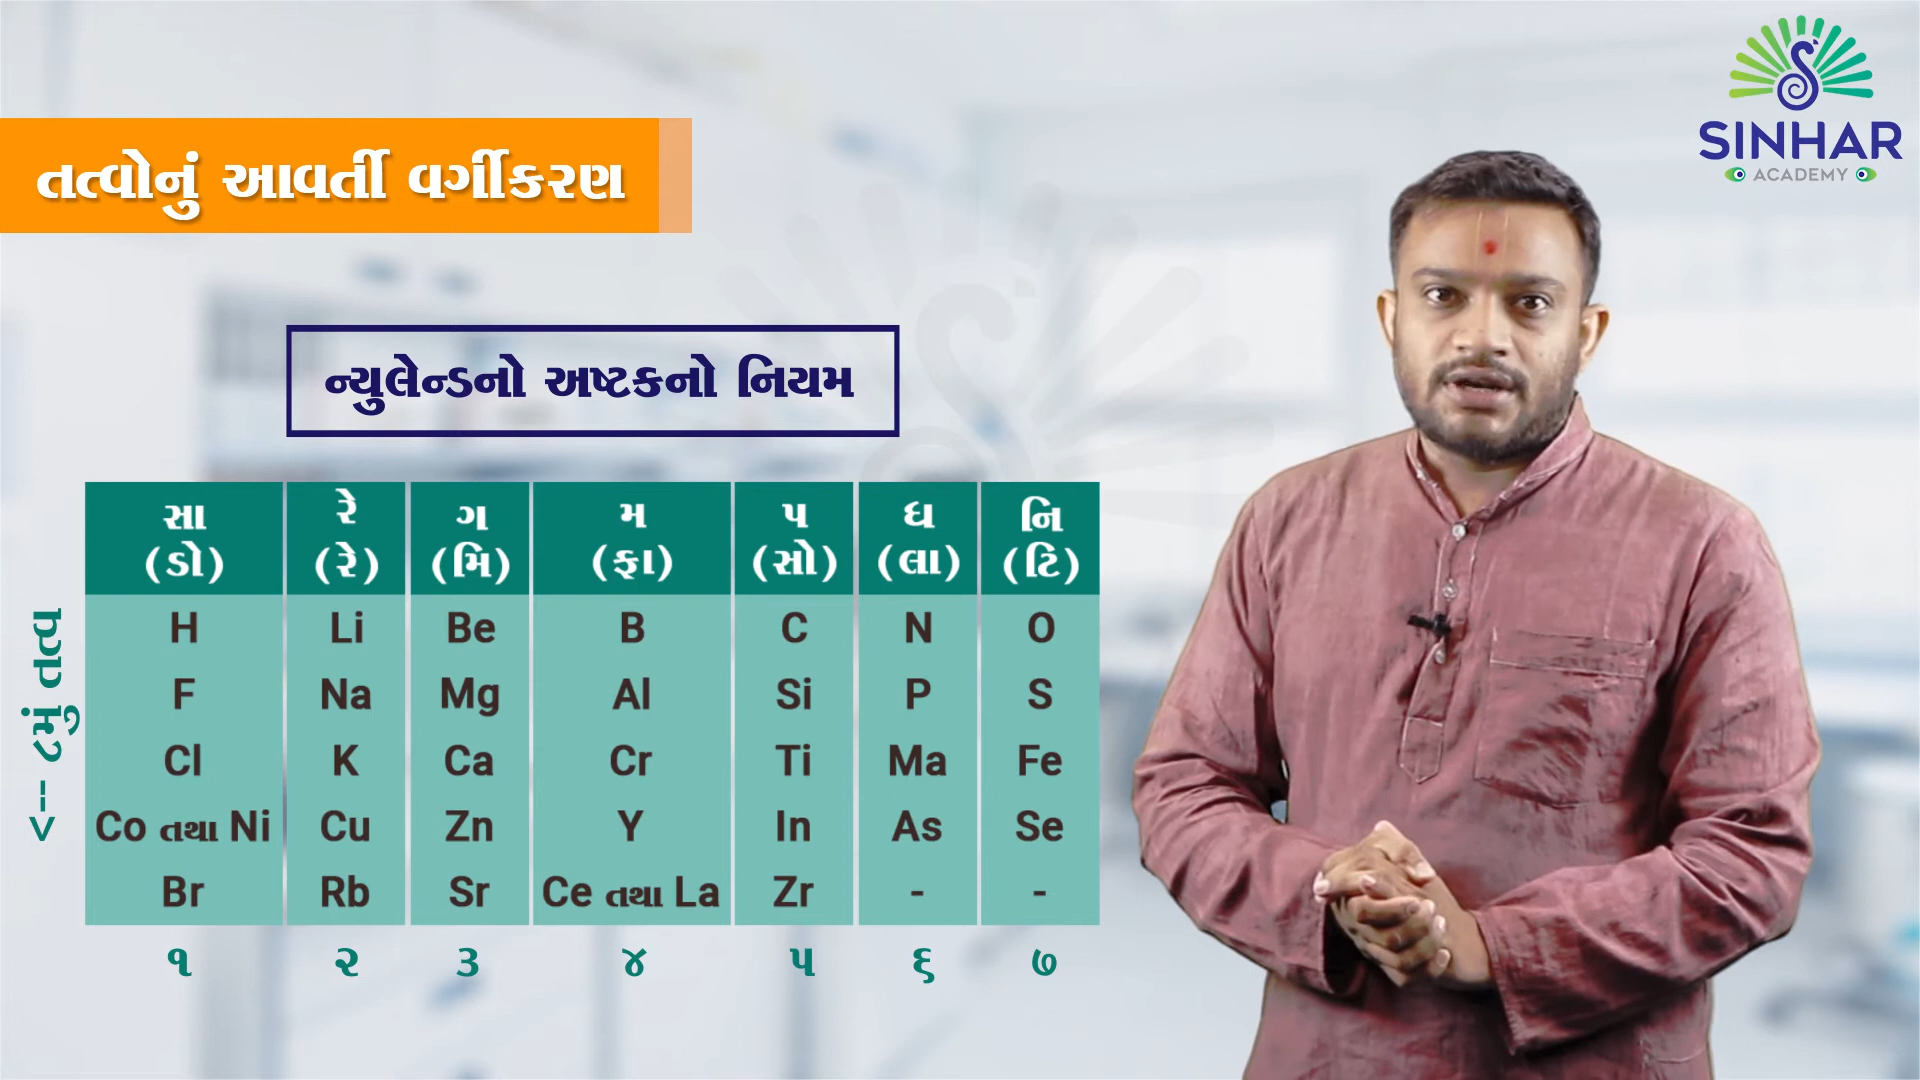 SINHAR
ACADEMY
તત્વોનું આવર્તી વર્ગીકરણ
ન્યુલેન્ડનો અષ્ટકનો નિયમ
સા રે ગ મ પ ધ નિ
(ડો) (રે) (મિ) (ફા) (સો) (લા) (ટિ)
H Li Be B C N O
F Na Mg Al Si P S
Cl K Ca Cr Ti Ma Fe
Co તથા Ni Cu Zn Y In As Se
Br Rb Sr Ce તથા La Zr - -
૧ ૨ ૩ ૪ ૫ ૬ ૭
<-- ૮મું તત્વ